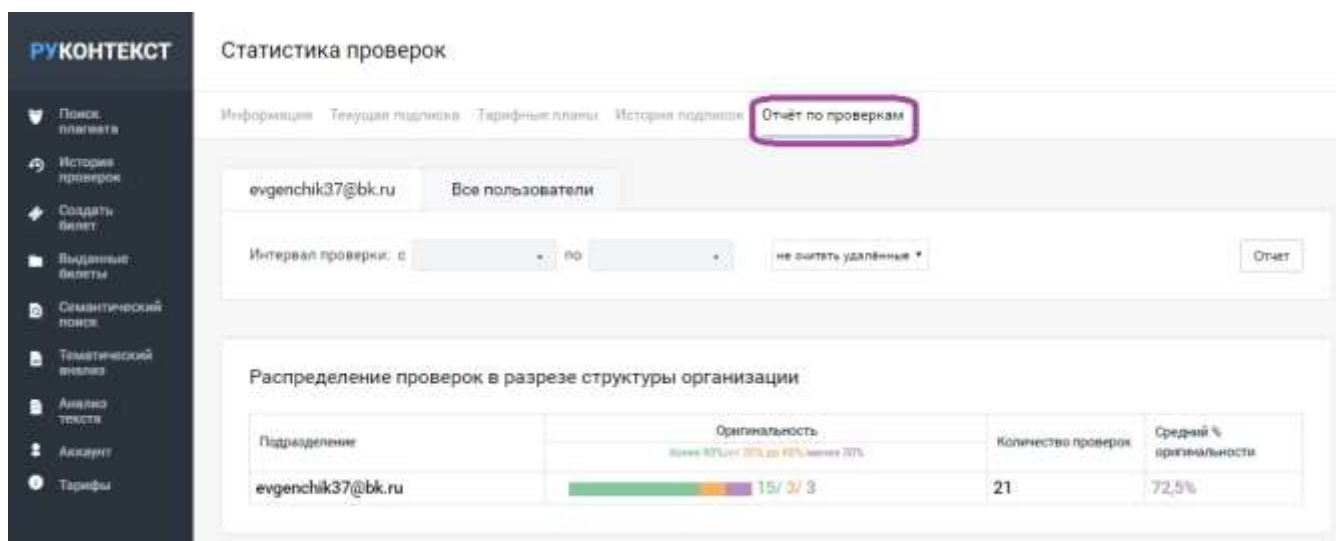 РУКОНТЕКСТ
Статистика проверок
Поиск
плагиата
История
проверок
Создать
билет
Выданные
билеты
Семантический
поиск
Тематический
анализ
Анализ
текста
Аккаунт
Тарифы
Информация Текущая подписка Тарифные планы История подписок Отчёт по проверкам
evgenchik37@bk.ru Все пользователи
Интервал проверки: с по не считать удалённые Отчет
Распределение проверок в разрезе структуры организации
Подразделение Оригинальность Количество проверок Средний % оригинальности
evgenchik37@bk.ru 15/ 3/ 3 21 72,5%